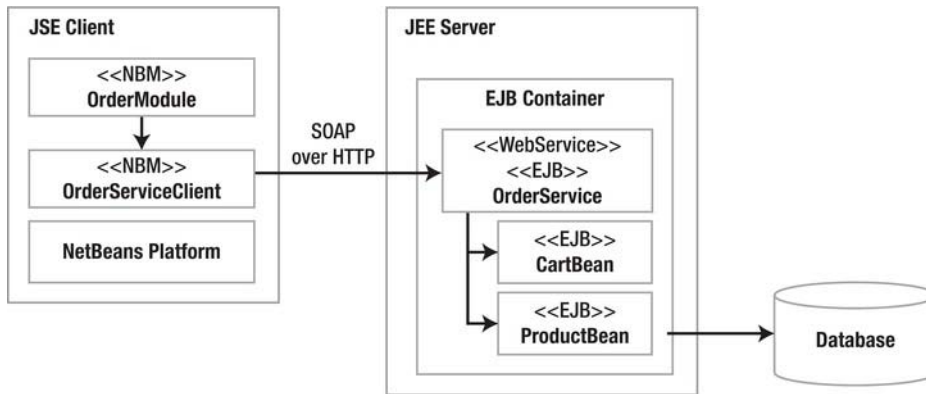 JSE Client
<<NBM>>
OrderModule
<<NBM>>
OrderServiceClient
NetBeans Platform
SOAP
over HTTP
JEE Server
EJB Container
<<WebService>>
<<EJB>>
OrderService
<<EJB>>
CartBean
<<EJB>>
ProductBean
Database